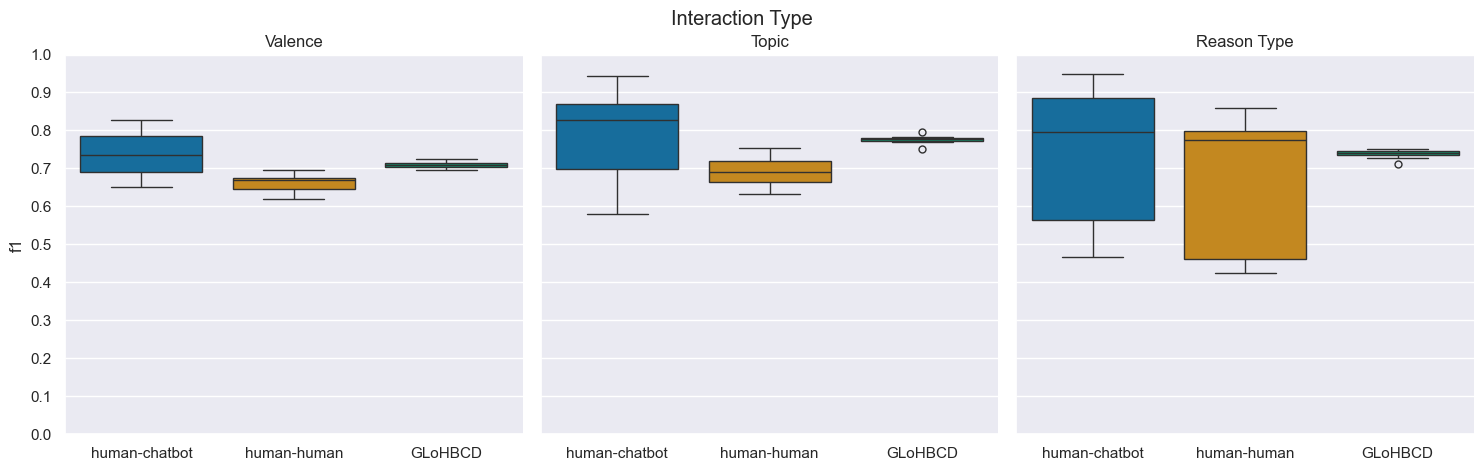 Interaction Type
Valence
Topic
Reason Type
f1
1.0
0.9
0.8
0.7
0.6
0.5
0.4
0.3
0.2
0.1
0.0
human-chatbot
human-human
GLoHBCD
human-chatbot
human-human
GLoHBCD
human-chatbot
human-human
GLoHBCD